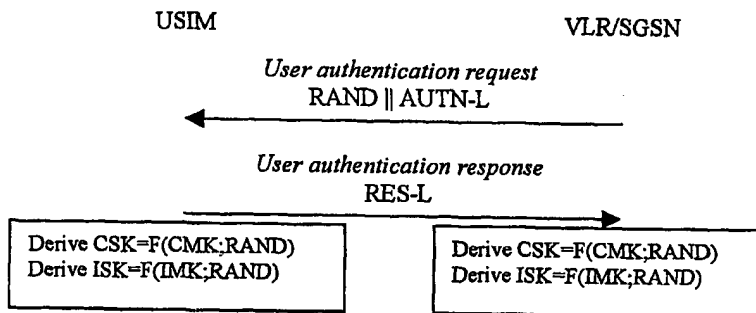 USIM
VLR/SGSN
User authentication request
RAND || AUTN-L
User authentication response
RES-L
Derive CSK=F(CMK;RAND)
Derive ISK=F(IMK;RAND)
Derive CSK=F(CMK;RAND)
Derive ISK=F(IMK;RAND)